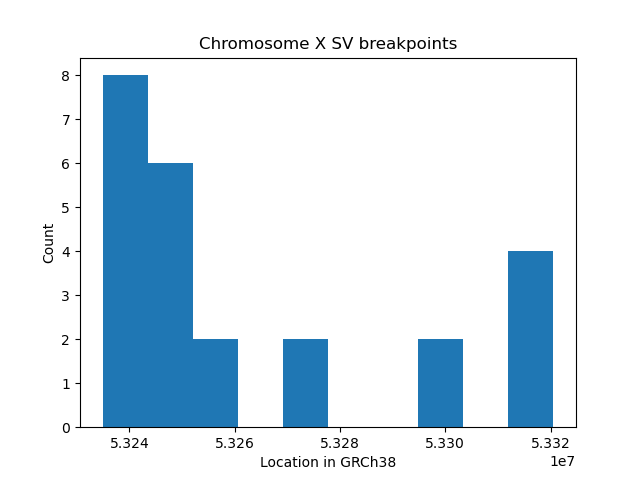 Chromosome X SV breakpoints
8
7
6
5
4
3
2
1
0
Count
5.324 5.326 5.328 5.330 5.332
1e7
Location in GRCh38